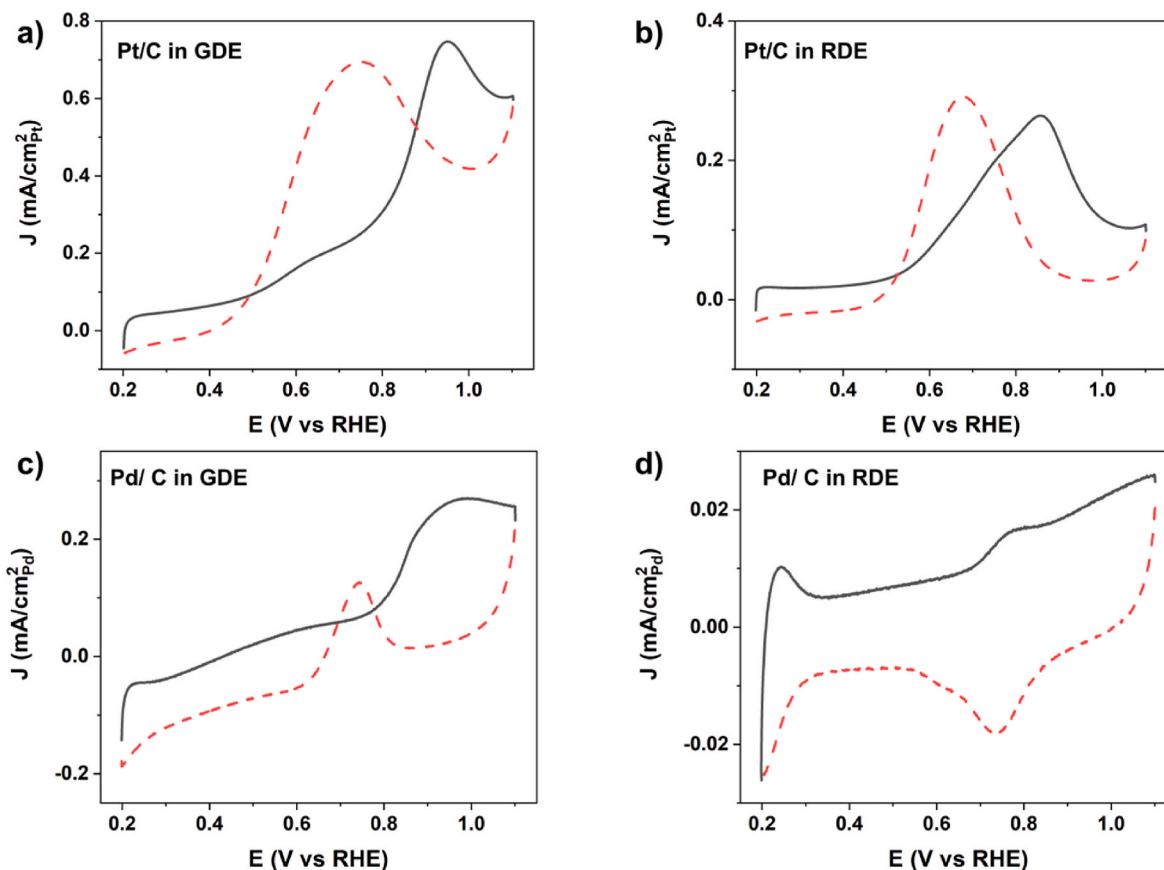 a)
Pt/C in GDE
J (mA/cm²Pt)
0.8
0.6
0.4
0.2
0.0
0.2 0.4 0.6 0.8 1.0
E (V vs RHE)
b)
Pt/C in RDE
J (mA/cm²Pt)
0.4
0.2
0.0
0.2 0.4 0.6 0.8 1.0
E (V vs RHE)
c)
Pd/ C in GDE
J (mA/cm²Pd)
0.2
0.0
-0.2
0.2 0.4 0.6 0.8 1.0
E (V vs RHE)
d)
Pd/ C in RDE
J (mA/cm²Pd)
0.02
0.00
-0.02
0.2 0.4 0.6 0.8 1.0
E (V vs RHE)